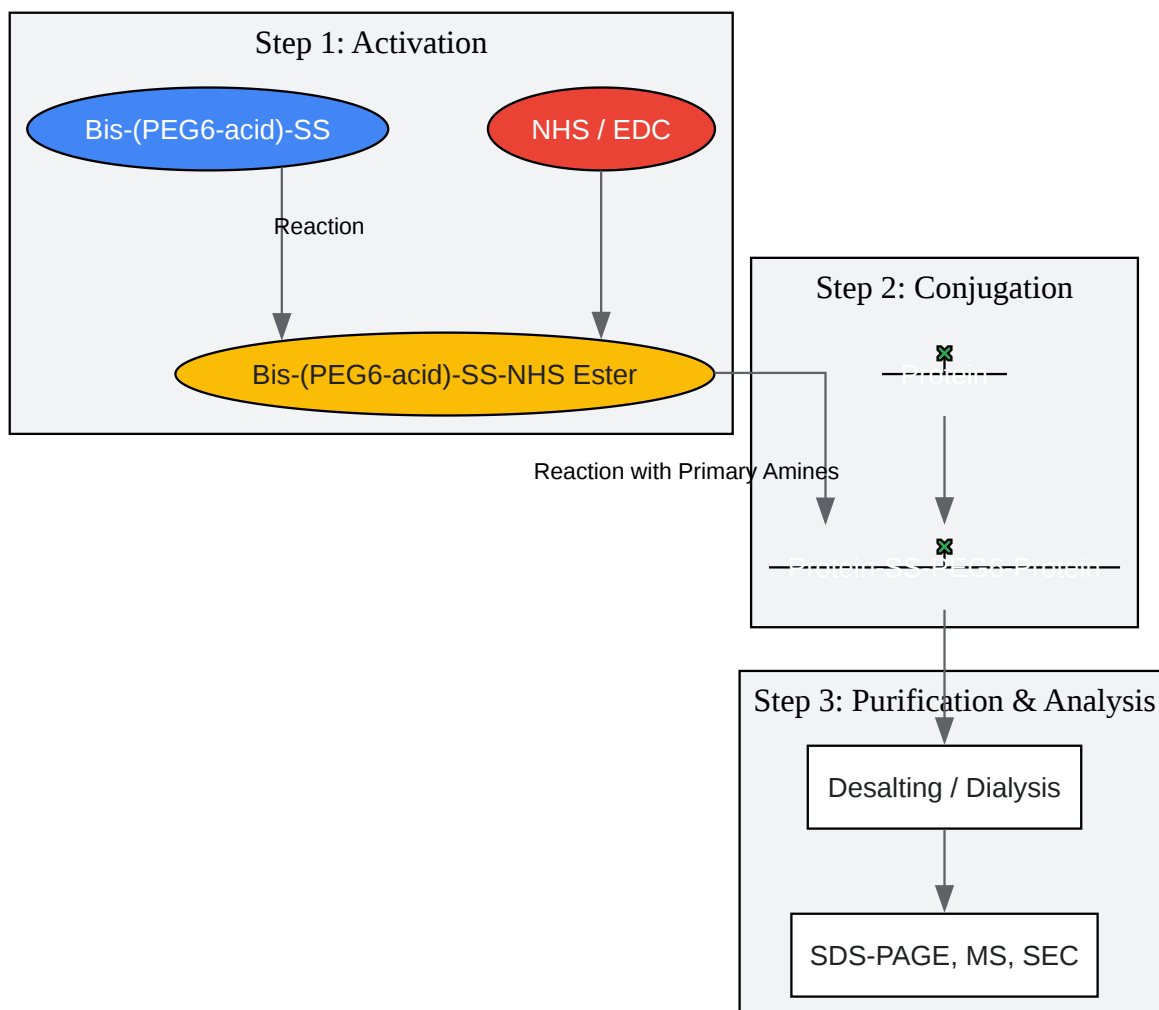 Step 1: Activation
Bis-(PEG6-acid)-SS
NHS / EDC
Reaction
Bis-(PEG6-acid)-SS-NHS Ester
Step 2: Conjugation
Protein
Reaction with Primary Amines
Protein-SS-PEG6-Protein
Step 3: Purification & Analysis
Desalting / Dialysis
SDS-PAGE, MS, SEC